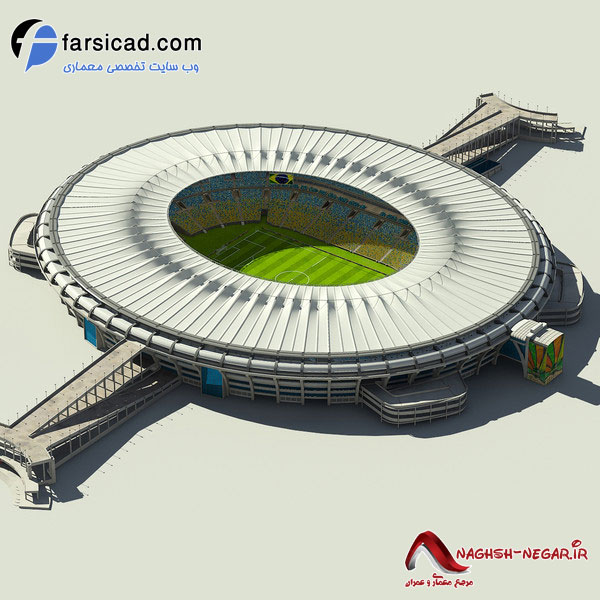 farsicad.com
وب سایت تخصصی معماری
NAGHSH-NEGAR.iR
مرجع معماری و عمران